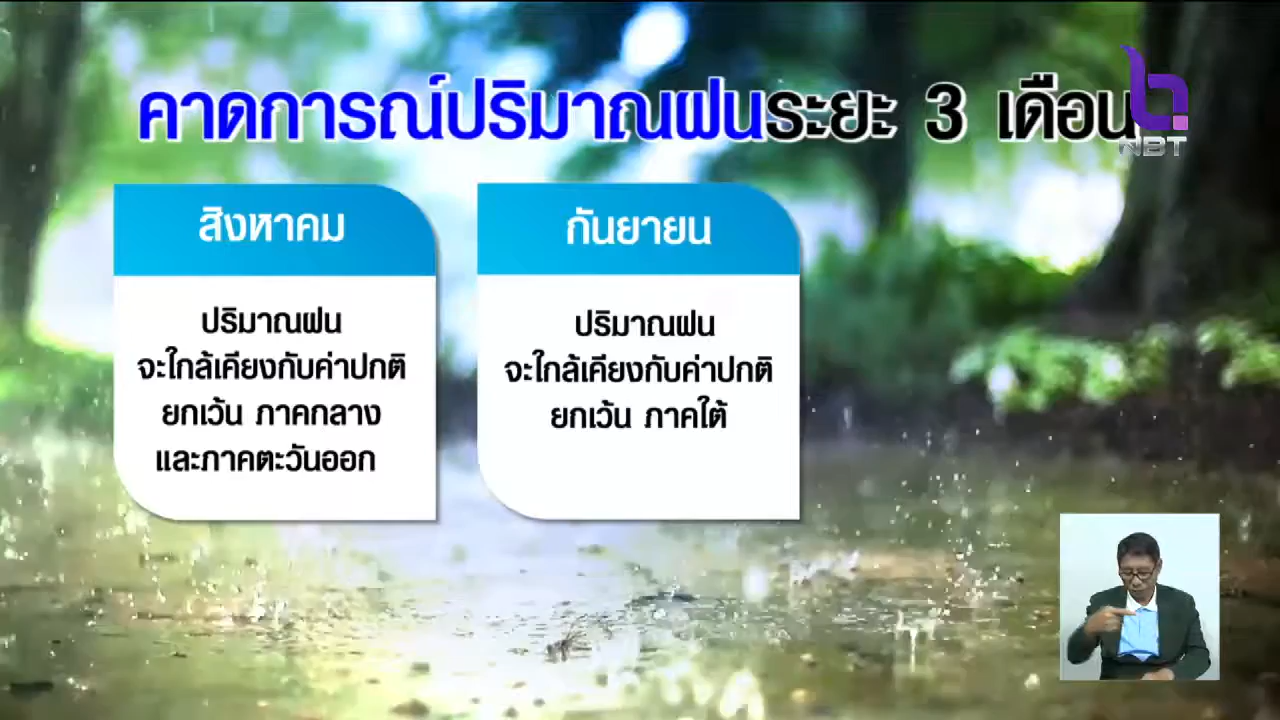 คาดการณ์ปริมาณฝนระยะ 3 เดือน
NBT
สิงหาคม
ปริมาณฝน
จะใกล้เคียงกับค่าปกติ
ยกเว้น ภาคกลาง
และภาคตะวันออก
กันยายน
ปริมาณฝน
จะใกล้เคียงกับค่าปกติ
ยกเว้น ภาคใต้